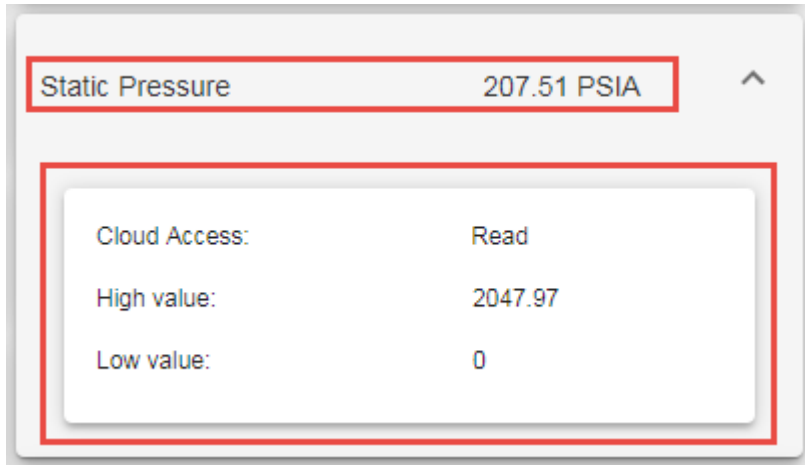 Static Pressure 207.51 PSIA
Cloud Access: Read
High value: 2047.97
Low value: 0